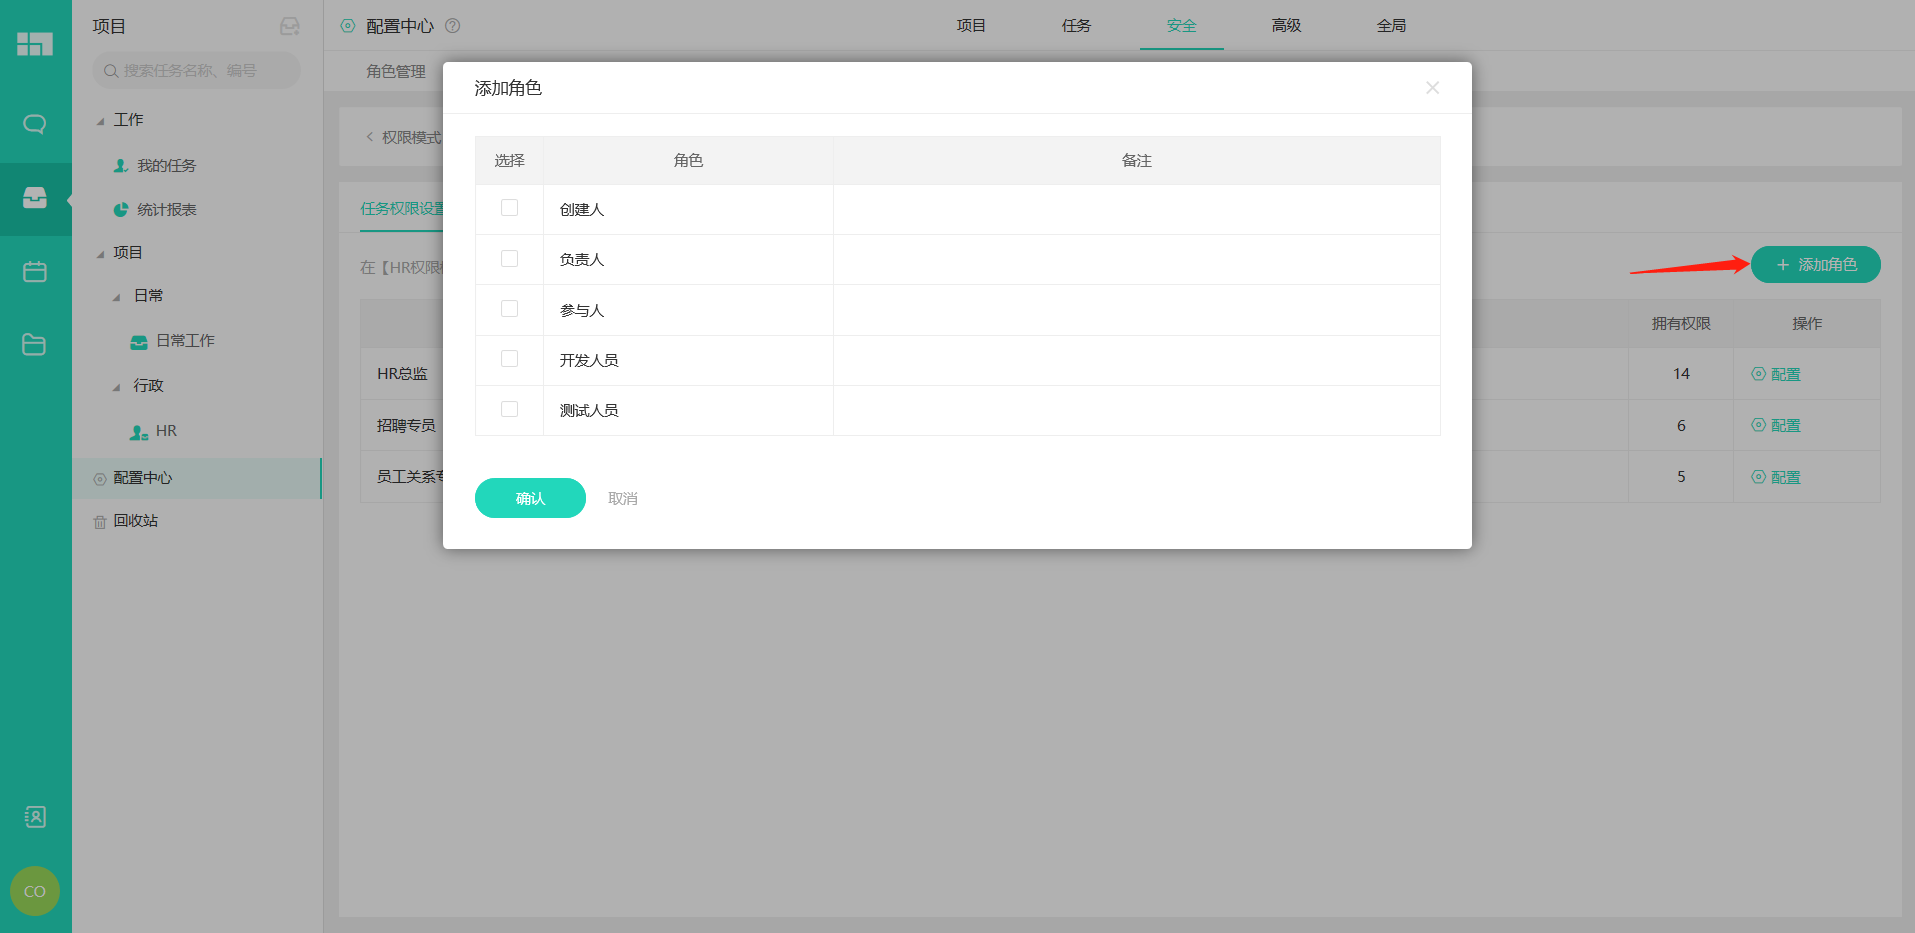 项目
搜索任务名称、编号
工作
我的任务
统计报表
项目
日常
日常工作
行政
HR
配置中心
回收站
CO
配置中心
项目 任务 安全 高级 全局
角色管理
权限模式
任务权限设置
在【HR权限
添加角色
拥有权限 操作
HR总监 14 配置
招聘专员 6 配置
员工关系专 5 配置
添加角色
选择 角色 备注
创建人
负责人
参与人
开发人员
测试人员
确认 取消